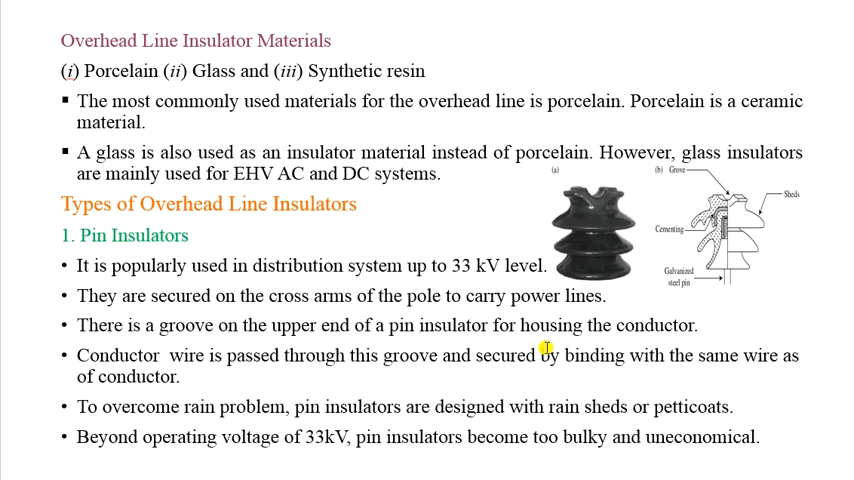 Overhead Line Insulator Materials
(i) Porcelain (ii) Glass and (iii) Synthetic resin
▪ The most commonly used materials for the overhead line is porcelain. Porcelain is a ceramic
material.
▪ A glass is also used as an insulator material instead of porcelain. However, glass insulators
are mainly used for EHV AC and DC systems.
(a)
(b) Grove
Sheds
Cementing
Galvanized
steel pin
Types of Overhead Line Insulators
1. Pin Insulators
• It is popularly used in distribution system up to 33 kV level.
• They are secured on the cross arms of the pole to carry power lines.
• There is a groove on the upper end of a pin insulator for housing the conductor.
• Conductor wire is passed through this groove and secured by binding with the same wire as
of conductor.
• To overcome rain problem, pin insulators are designed with rain sheds or petticoats.
• Beyond operating voltage of 33kV, pin insulators become too bulky and uneconomical.